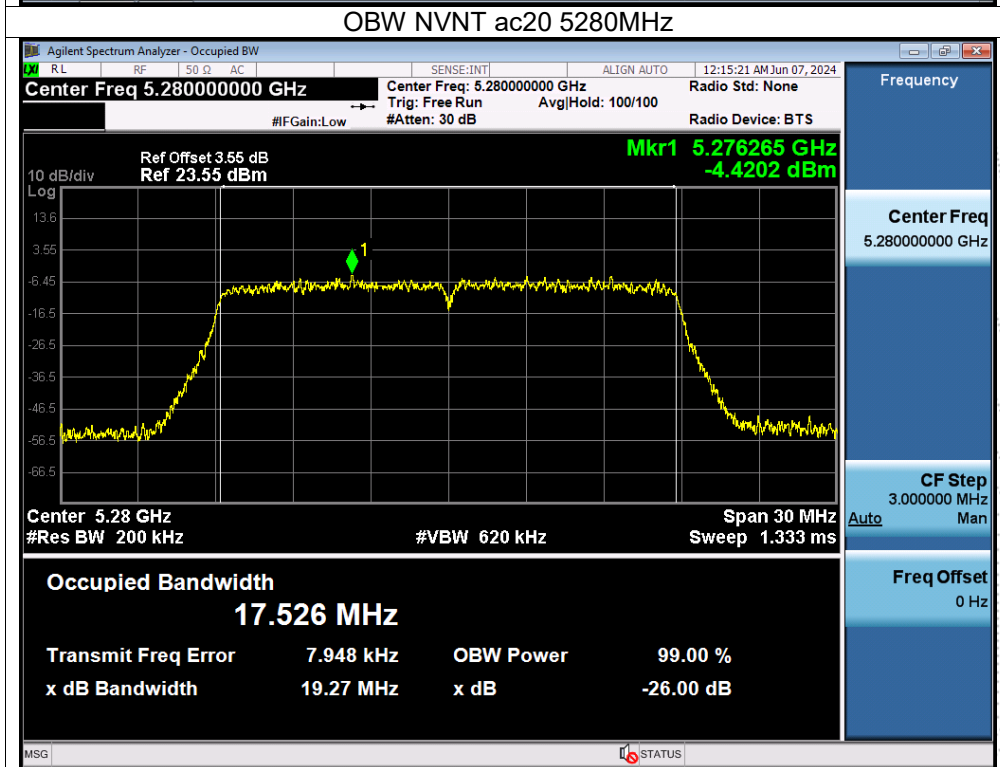 OBW NVNT ac20 5280MHz
Agilent Spectrum Analyzer - Occupied BW
LXI RL RF 50 Ω AC SENSE:INT ALIGN AUTO 12:15:21 AM Jun 07, 2024
Center Freq 5.280000000 GHz Center Freq: 5.280000000 GHz Radio Std: None
Trig: Free Run Avg|Hold: 100/100
#IFGain:Low #Atten: 30 dB Radio Device: BTS
Frequency
Mkr1 5.276265 GHz
-4.4202 dBm
Ref Offset 3.55 dB
10 dB/div Ref 23.55 dBm
Log
13.6
3.55
-6.45
-16.5
-26.5
-36.5
-46.5
-56.5
-66.5
1
Center 5.28 GHz Span 30 MHz
#Res BW 200 kHz #VBW 620 kHz Sweep 1.333 ms
Center Freq
5.280000000 GHz
CF Step
3.000000 MHz
Auto Man
Freq Offset
0 Hz
Occupied Bandwidth
17.526 MHz
Transmit Freq Error 7.948 kHz OBW Power 99.00 %
x dB Bandwidth 19.27 MHz x dB -26.00 dB
MSG STATUS